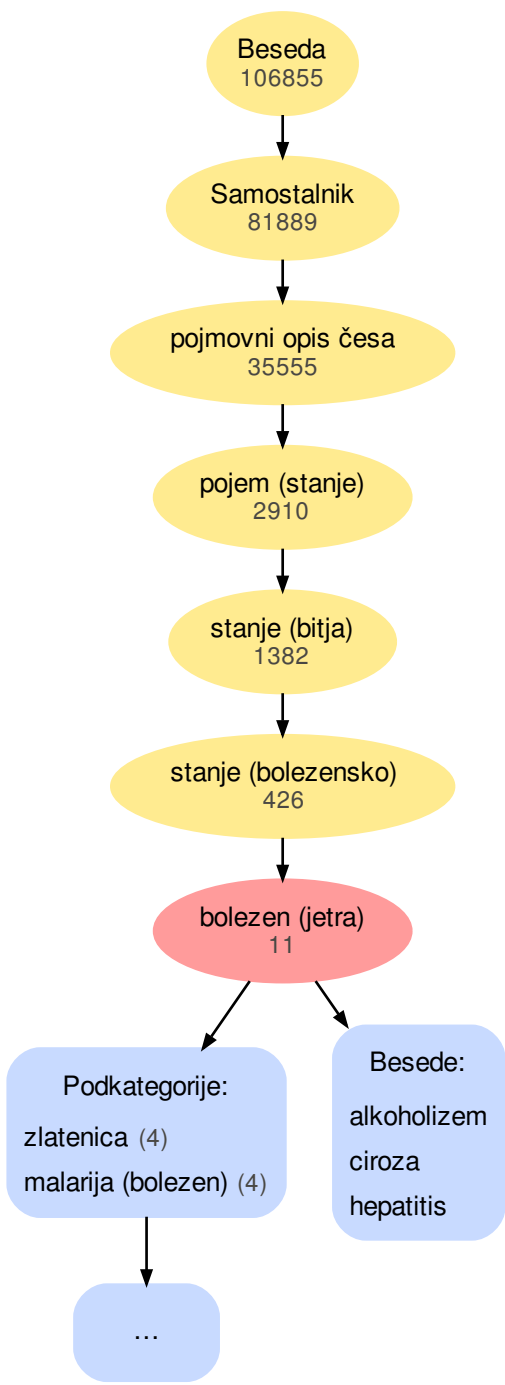 Beseda
106855
Samostalnik
81889
pojmovni opis česa
35555
pojem (stanje)
2910
stanje (bitja)
1382
stanje (bolezensko)
426
bolezen (jetra)
11
Podkategorije:
zlatenica (4)
malarija (bolezen) (4)
Besede:
alkoholizem
ciroza
hepatitis
...